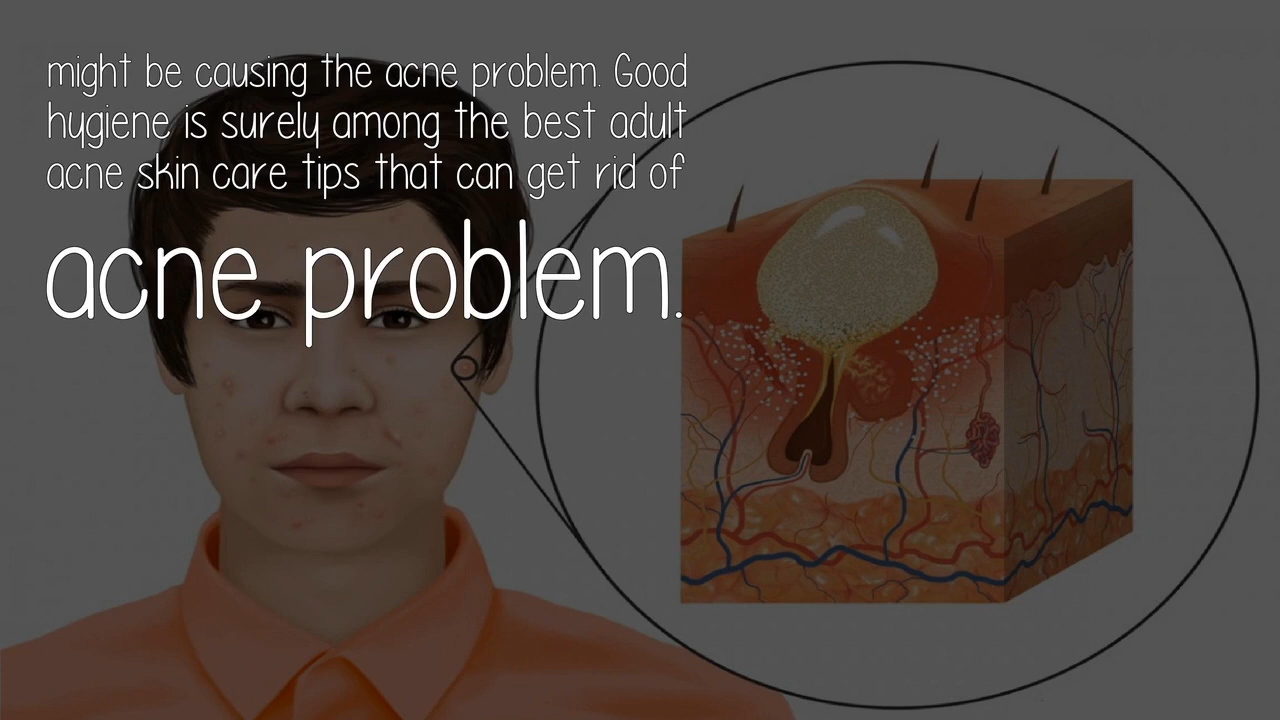 might be causing the acne problem. Good
hygiene is surely among the best adult
acne skin care tips that can get rid of
acne problem.